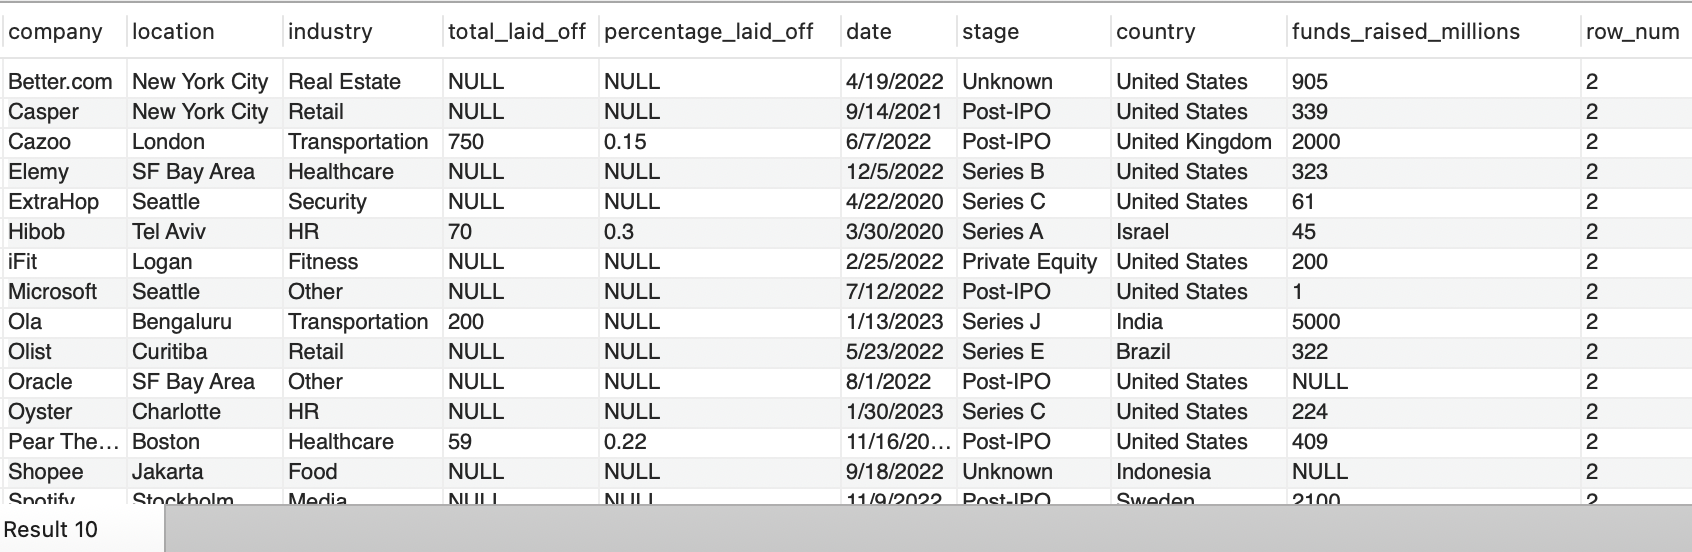 company location industry total_laid_off percentage_laid_off date stage country funds_raised_millions row_num
Better.com New York City Real Estate NULL NULL 4/19/2022 Unknown United States 905 2
Casper New York City Retail NULL NULL 9/14/2021 Post-IPO United States 339 2
Cazoo London Transportation 750 0.15 6/7/2022 Post-IPO United Kingdom 2000 2
Elemy SF Bay Area Healthcare NULL NULL 12/5/2022 Series B United States 323 2
ExtraHop Seattle Security NULL NULL 4/22/2020 Series C United States 61 2
Hibob Tel Aviv HR 70 0.3 3/30/2020 Series A Israel 45 2
iFit Logan Fitness NULL NULL 2/25/2022 Private Equity United States 200 2
Microsoft Seattle Other NULL NULL 7/12/2022 Post-IPO United States 1 2
Ola Bengaluru Transportation 200 NULL 1/13/2023 Series J India 5000 2
Olist Curitiba Retail NULL NULL 5/23/2022 Series E Brazil 322 2
Oracle SF Bay Area Other NULL NULL 8/1/2022 Post-IPO United States NULL 2
Oyster Charlotte HR NULL NULL 1/30/2023 Series C United States 224 2
Pear The... Boston Healthcare 59 0.22 11/16/20... Post-IPO United States 409 2
Shopee Jakarta Food NULL NULL 9/18/2022 Unknown Indonesia NULL 2
Spotify Stockholm Media NULL NULL 11/9/2022 Post-IPO Sweden 2100 2
Result 10